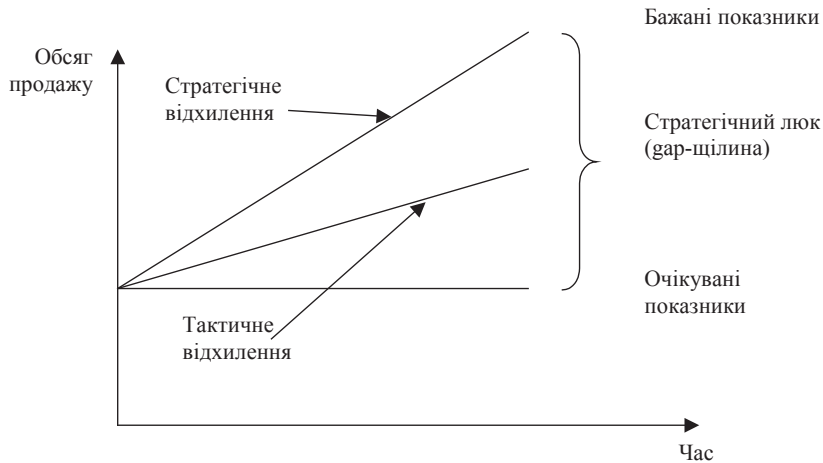 Бажані показники
Обсяг
продажу
Стратегічне
відхилення
Стратегічний люк
(gap-щілина)
Очікувані
показники
Тактичне
відхилення
Час